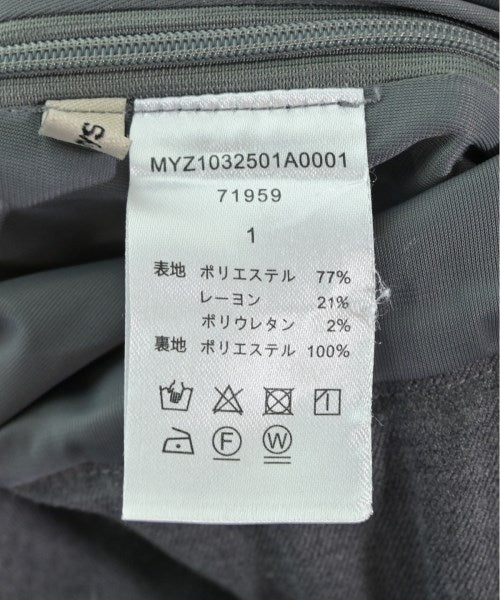 MYZ1032501A0001
71959
1
表地 ポリエステル 77%
レーヨン 21%
ポリウレタン 2%
裏地 ポリエステル 100%
F W